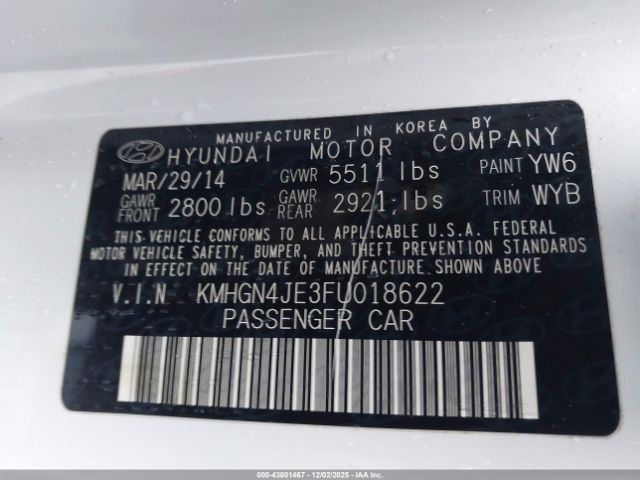 MANUFACTURED IN KOREA BY
HYUNDAI MOTOR COMPANY
MAR/29/14 GVWR 5511 lbs PAINT YW6
GAWR FRONT 2800 lbs GAWR REAR 2921 lbs TRIM WYB
THIS VEHICLE CONFORMS TO ALL APPLICABLE U.S.A. FEDERAL
MOTOR VEHICLE SAFETY, BUMPER, AND THEFT PREVENTION STANDARDS
IN EFFECT ON THE DATE OF MANUFACTURE SHOWN ABOVE
V.I.N KMHGN4JE3FU018622
PASSENGER CAR
000-43801467 - 12/02/2025 - IAA Inc.